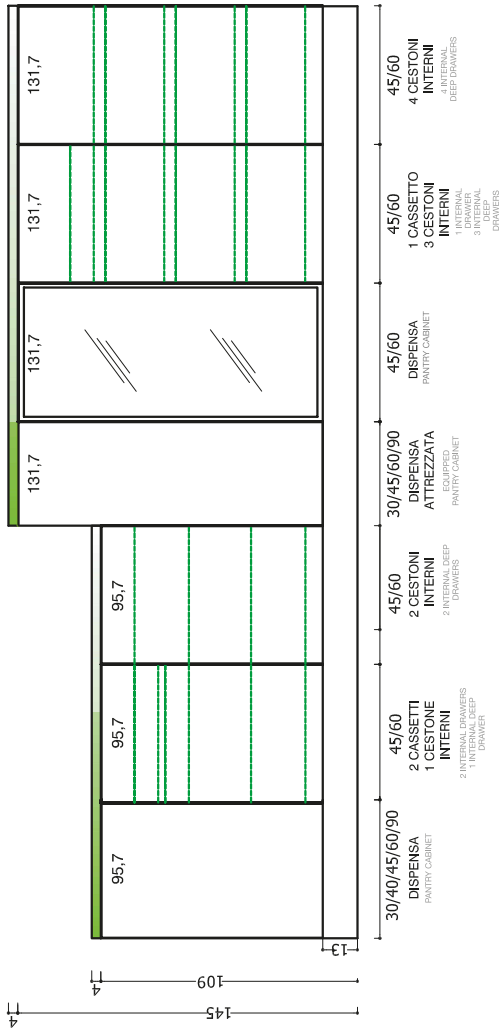 131,7
131,7
131,7
131,7
95,7
95,7
95,7
4
145
4
109
13
30/40/45/60/90
DISPENSA
PANTRY CABINET
45/60
2 CASSETTI
1 CESTONE
INTERNI
2 INTERNAL DRAWERS
1 INTERNAL DEEP
DRAWER
45/60
2 CESTONI
INTERNI
2 INTERNAL DEEP
DRAWERS
30/45/60/90
DISPENSA
ATTREZZATA
EQUIPPED
PANTRY CABINET
45/60
DISPENSA
PANTRY CABINET
45/60
1 CASSETTO
3 CESTONI
INTERNI
1 INTERNAL
DRAWER
3 INTERNAL
DEEP
DRAWERS
45/60
4 CESTONI
INTERNI
4 INTERNAL
DEEP DRAWERS